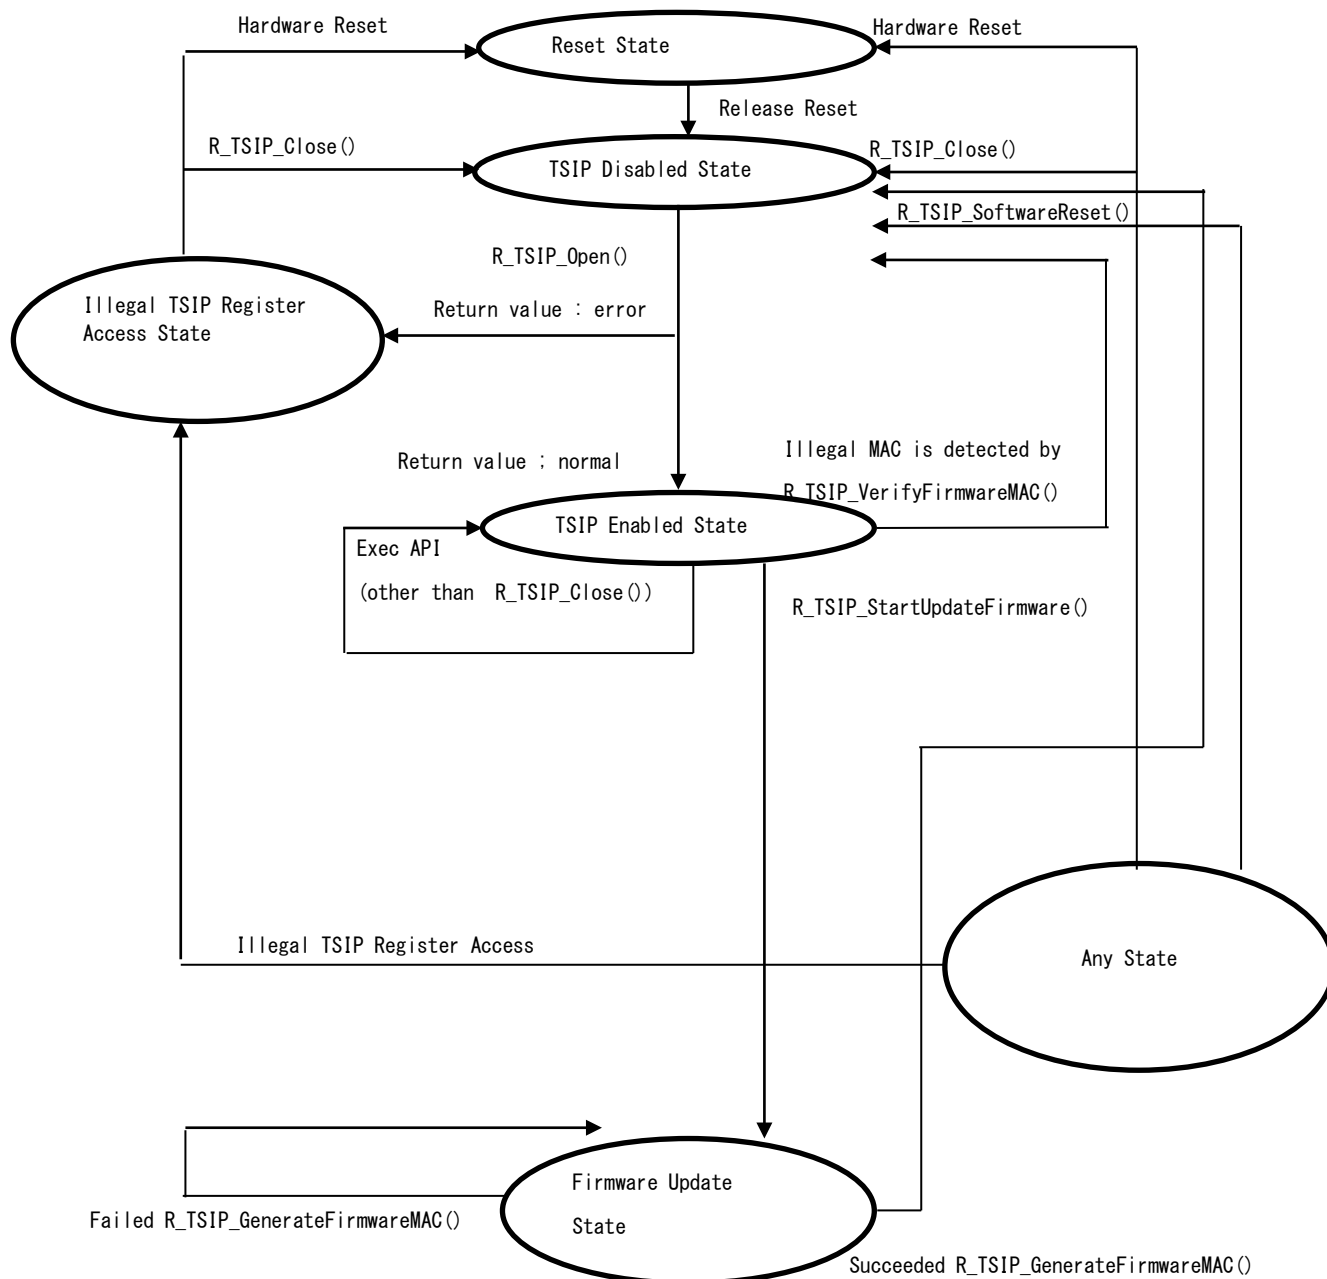 Hardware Reset
Hardware Reset
Reset State
Release Reset
R_TSIP_Close()
R_TSIP_Close()
TSIP Disabled State
R_TSIP_SoftwareReset()
R_TSIP_Open()
Illegal TSIP Register
Access State
Return value : error
Return value ; normal
Illegal MAC is detected by
R_TSIP_VerifyFirmwareMAC()
TSIP Enabled State
Exec API
(other than R_TSIP_Close())
R_TSIP_StartUpdateFirmware()
Illegal TSIP Register Access
Any State
Firmware Update
State
Failed R_TSIP_GenerateFirmwareMAC()
Succeeded R_TSIP_GenerateFirmwareMAC()